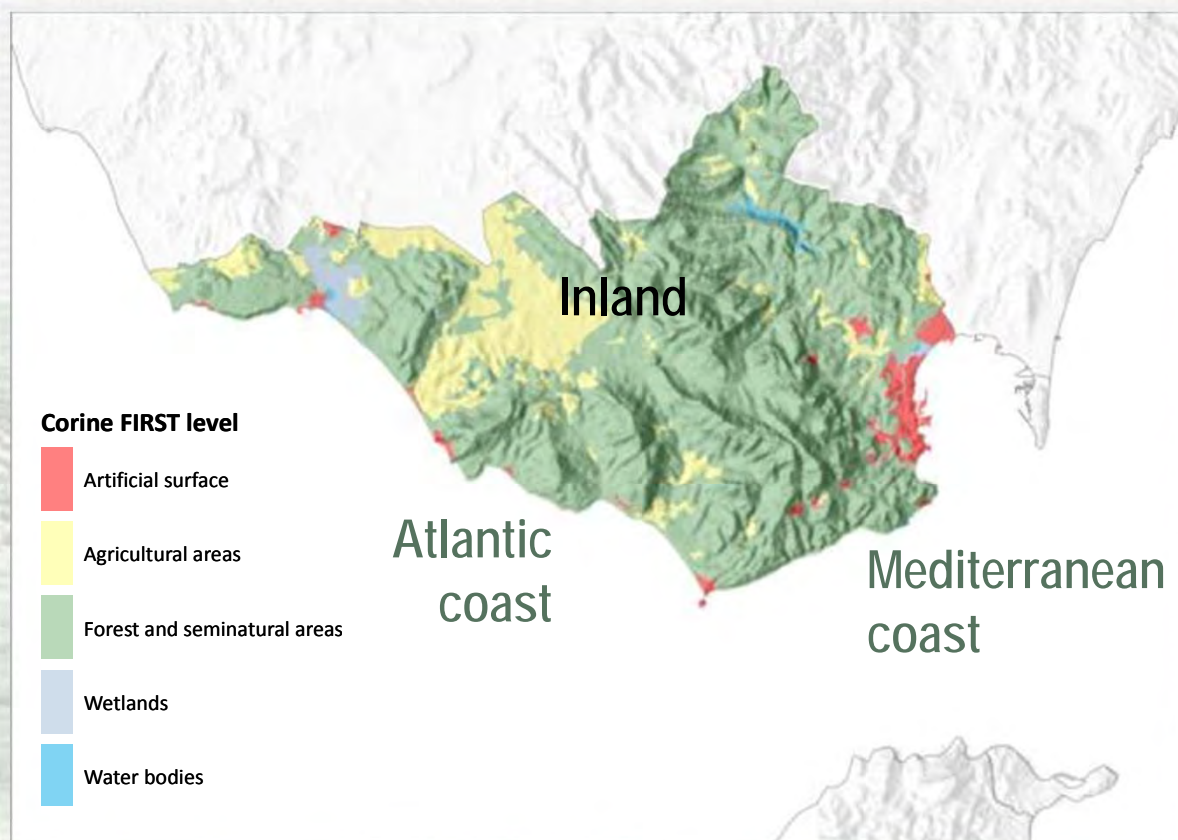 Inland
Corine FIRST level
Artificial surface
Agricultural areas
Forest and seminatural areas
Wetlands
Water bodies
Atlantic
coast
Mediterranean
coast